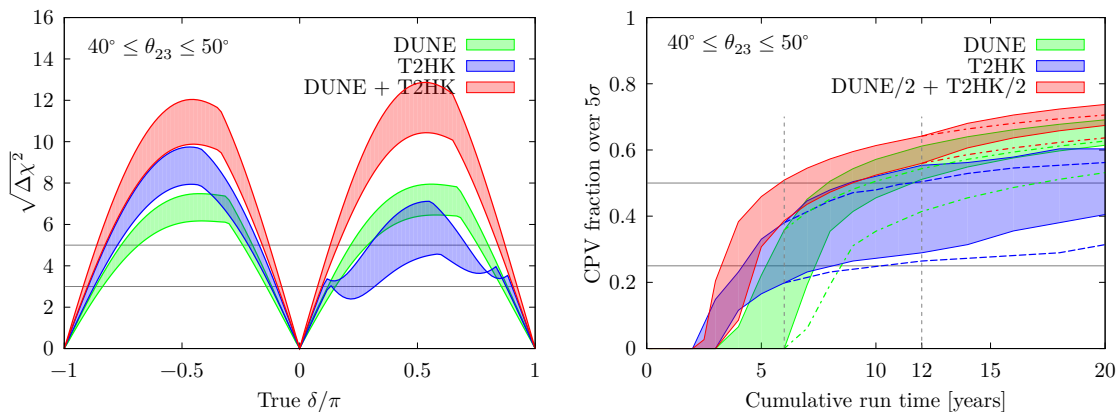 40° ≤ θ₂₃ ≤ 50°
DUNE
T2HK
DUNE + T2HK
√Δχ²
16
14
12
10
8
6
4
2
0
−1
−0.5
0
0.5
1
True δ/π
40° ≤ θ₂₃ ≤ 50°
DUNE
T2HK
DUNE/2 + T2HK/2
CPV fraction over 5σ
1
0.8
0.6
0.4
0.2
0
0
5
10
12
15
20
Cumulative run time [years]